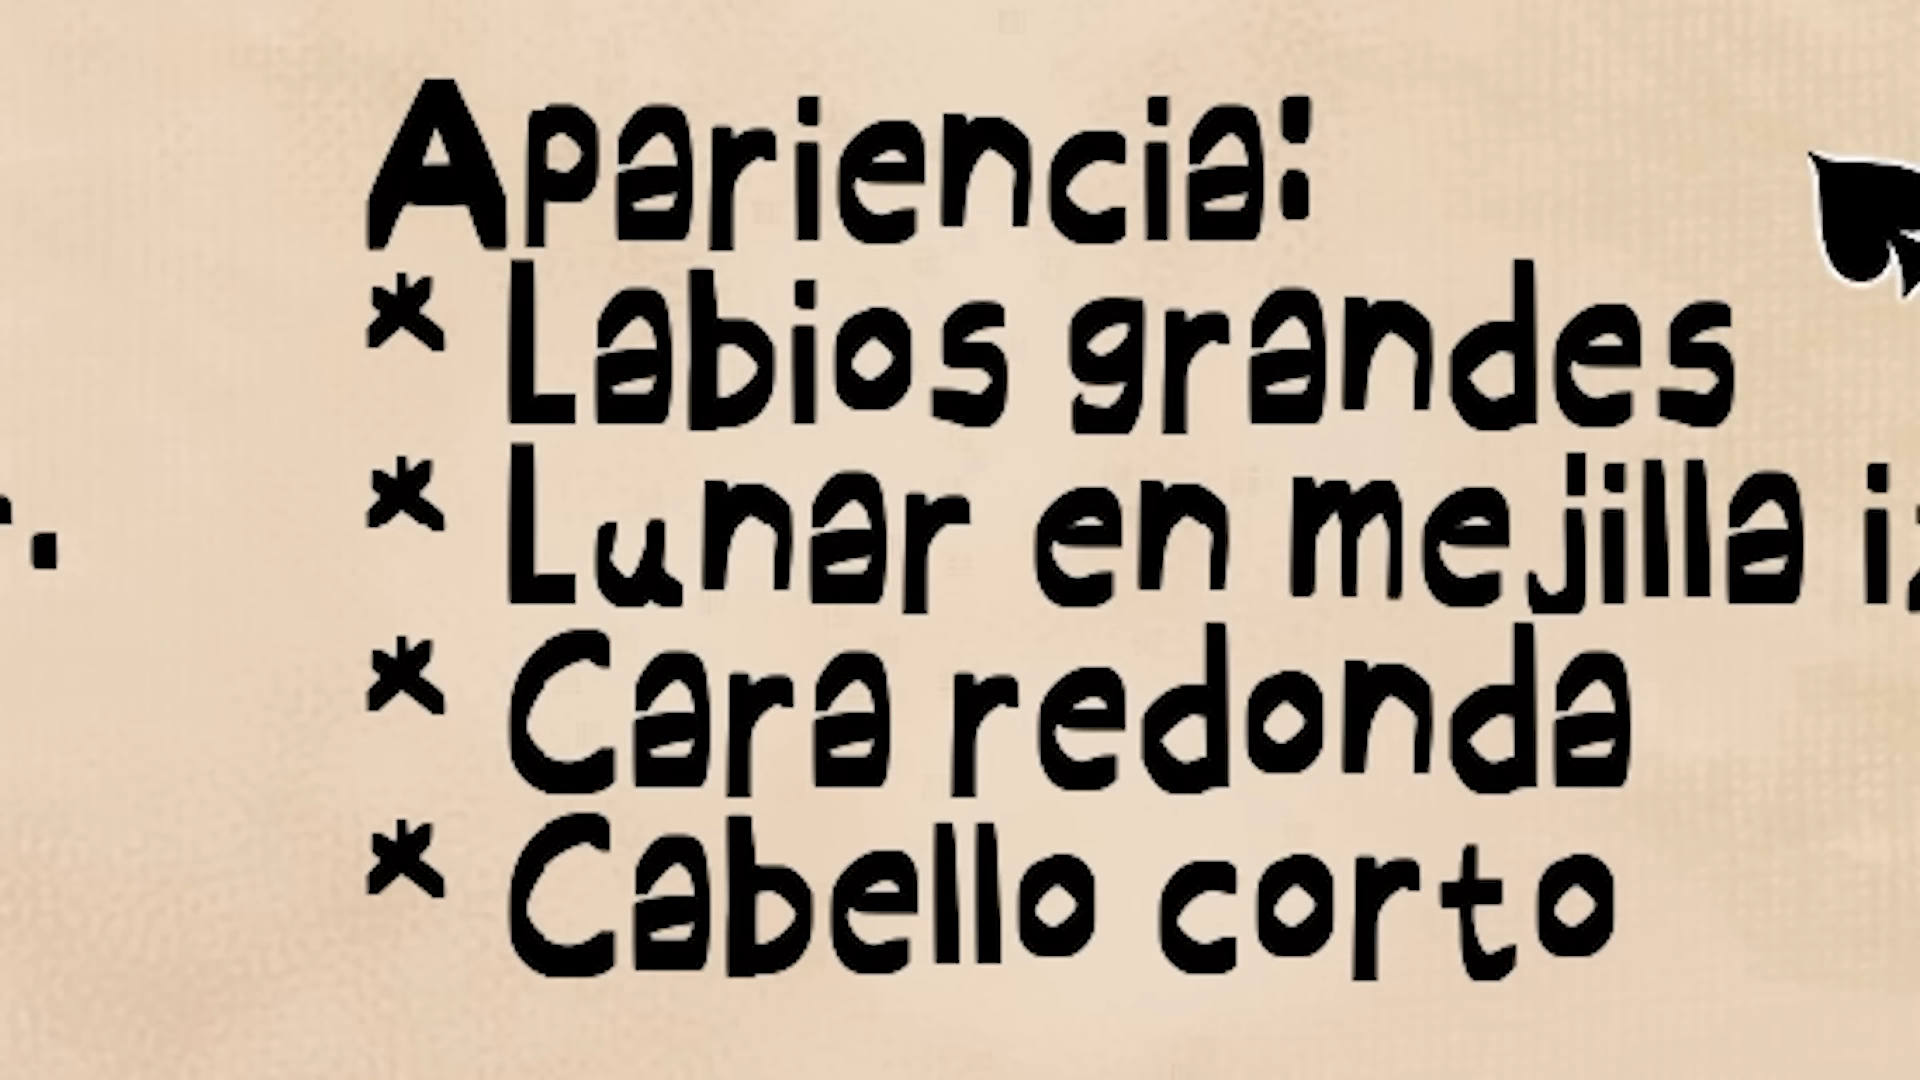 Apariencia:
* Labios grandes
* Lunar en mejilla
* Cara redonda
* Cabello corto